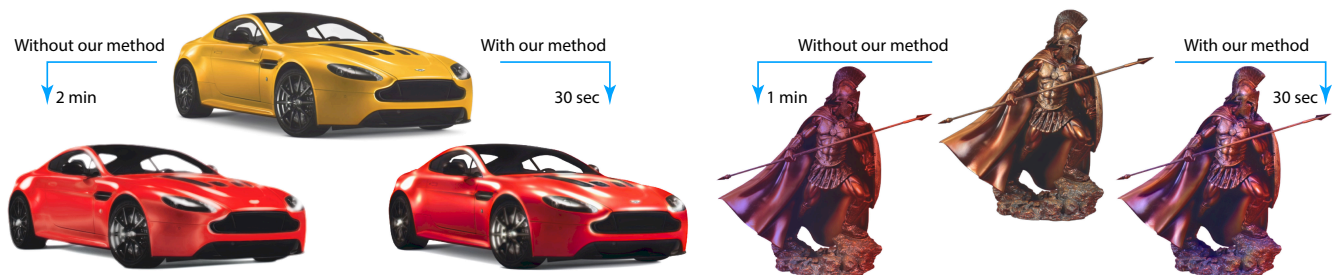 Without our method
2 min
With our method
30 sec
Without our method
1 min
With our method
30 sec